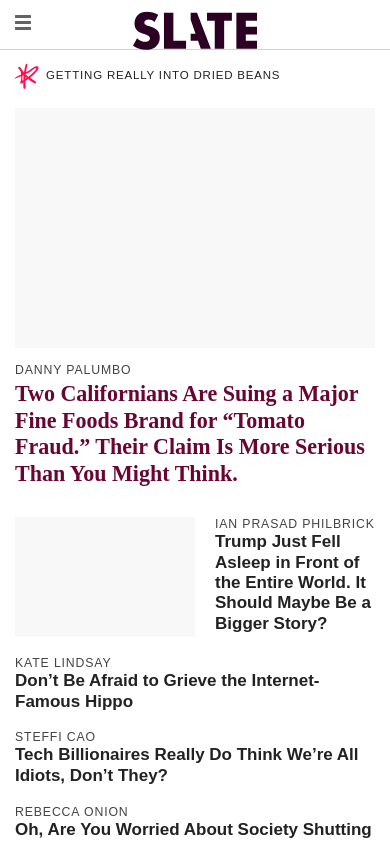 SLATE
GETTING REALLY INTO DRIED BEANS
DANNY PALUMBO
Two Californians Are Suing a Major
Fine Foods Brand for “Tomato
Fraud.” Their Claim Is More Serious
Than You Might Think.
IAN PRASAD PHILBRICK
Trump Just Fell
Asleep in Front of
the Entire World. It
Should Maybe Be a
Bigger Story?
KATE LINDSAY
Don’t Be Afraid to Grieve the Internet-
Famous Hippo
STEFFI CAO
Tech Billionaires Really Do Think We’re All
Idiots, Don’t They?
REBECCA ONION
Oh, Are You Worried About Society Shutting